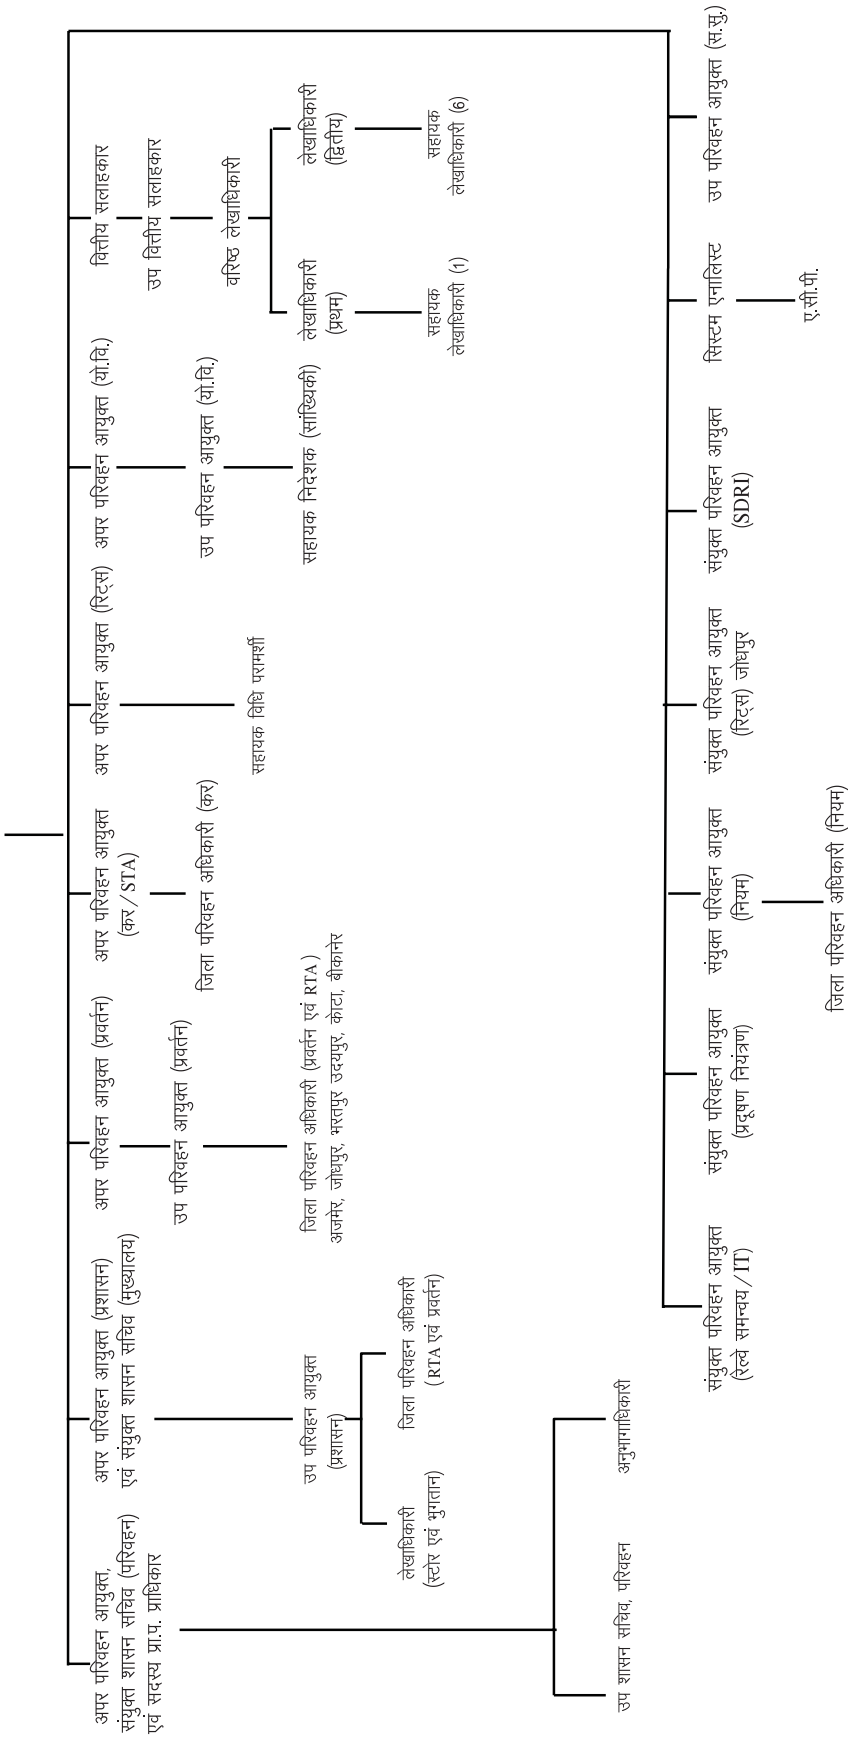 अपर परिवहन आयुक्त,
संयुक्त शासन सचिव (परिवहन)
एवं सदस्य प्रा.प. प्राधिकार
उप शासन सचिव, परिवहन
अनुभागाधिकारी
अपर परिवहन आयुक्त (प्रशासन)
एवं संयुक्त शासन सचिव (मुख्यालय)
उप परिवहन आयुक्त
(प्रशासन)
लेखाधिकारी
(स्टोर एवं भुगतान)
जिला परिवहन अधिकारी
(RTA एवं प्रवर्तन)
अपर परिवहन आयुक्त (प्रवर्तन)
उप परिवहन आयुक्त (प्रवर्तन)
जिला परिवहन अधिकारी (प्रवर्तन एवं RTA )
अजमेर, जोधपुर, भरतपुर उदयपुर, कोटा, बीकानेर
अपर परिवहन आयुक्त
(कर/STA)
जिला परिवहन अधिकारी (कर)
अपर परिवहन आयुक्त (रिट्स)
सहायक विधि परामर्शी
अपर परिवहन आयुक्त (यो.वि.)
उप परिवहन आयुक्त (यो.वि.)
सहायक निदेशक (सांख्यिकी)
वित्तीय सलाहकार
उप वित्तीय सलाहकार
वरिष्ठ लेखाधिकारी
लेखाधिकारी
(प्रथम)
सहायक
लेखाधिकारी (1)
लेखाधिकारी
(द्वितीय)
सहायक
लेखाधिकारी (6)
संयुक्त परिवहन आयुक्त
(रेल्वे समन्वय/IT)
संयुक्त परिवहन आयुक्त
(प्रदूषण नियंत्रण)
संयुक्त परिवहन आयुक्त
(नियम)
जिला परिवहन अधिकारी (नियम)
संयुक्त परिवहन आयुक्त
(रिट्स) जोधपुर
संयुक्त परिवहन आयुक्त
(SDRI)
सिस्टम एनालिस्ट
ए.सी.पी.
उप परिवहन आयुक्त (स.सु.)